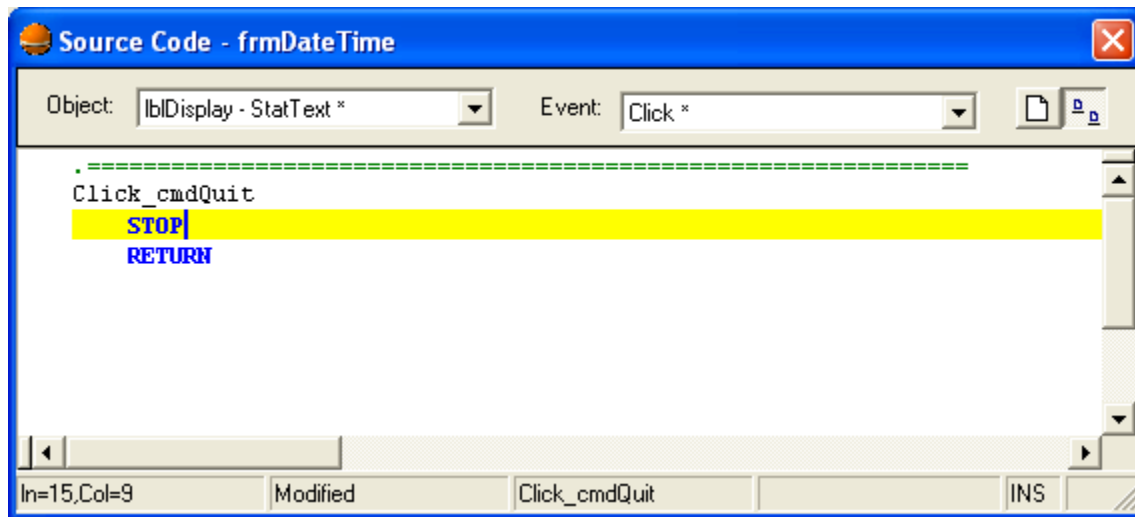 Source Code - frmDateTime
Object: lblDisplay - StatText * Event: Click *
.===============================================================
Click_cmdQuit
STOP
RETURN
ln=15,Col=9 Modified Click_cmdQuit INS